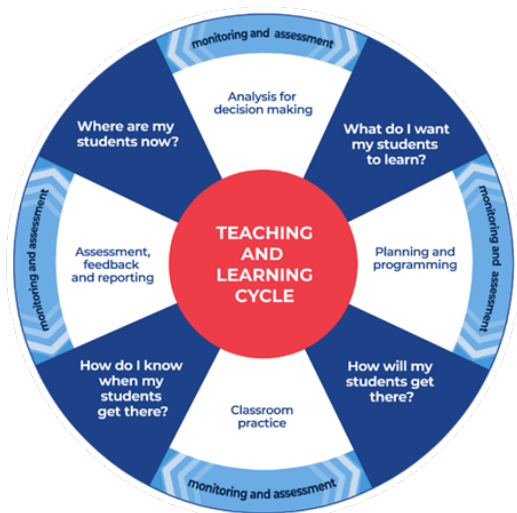 monitoring and assessment
Analysis for
decision making
Where are my
students now?
What do I want
my students
to learn?
monitoring and assessment
Assessment,
feedback
and reporting
TEACHING
AND
LEARNING
CYCLE
Planning and
programming
monitoring and assessment
How do I know
when my
students
get there?
Classroom
practice
How will my
students get
there?
monitoring and assessment